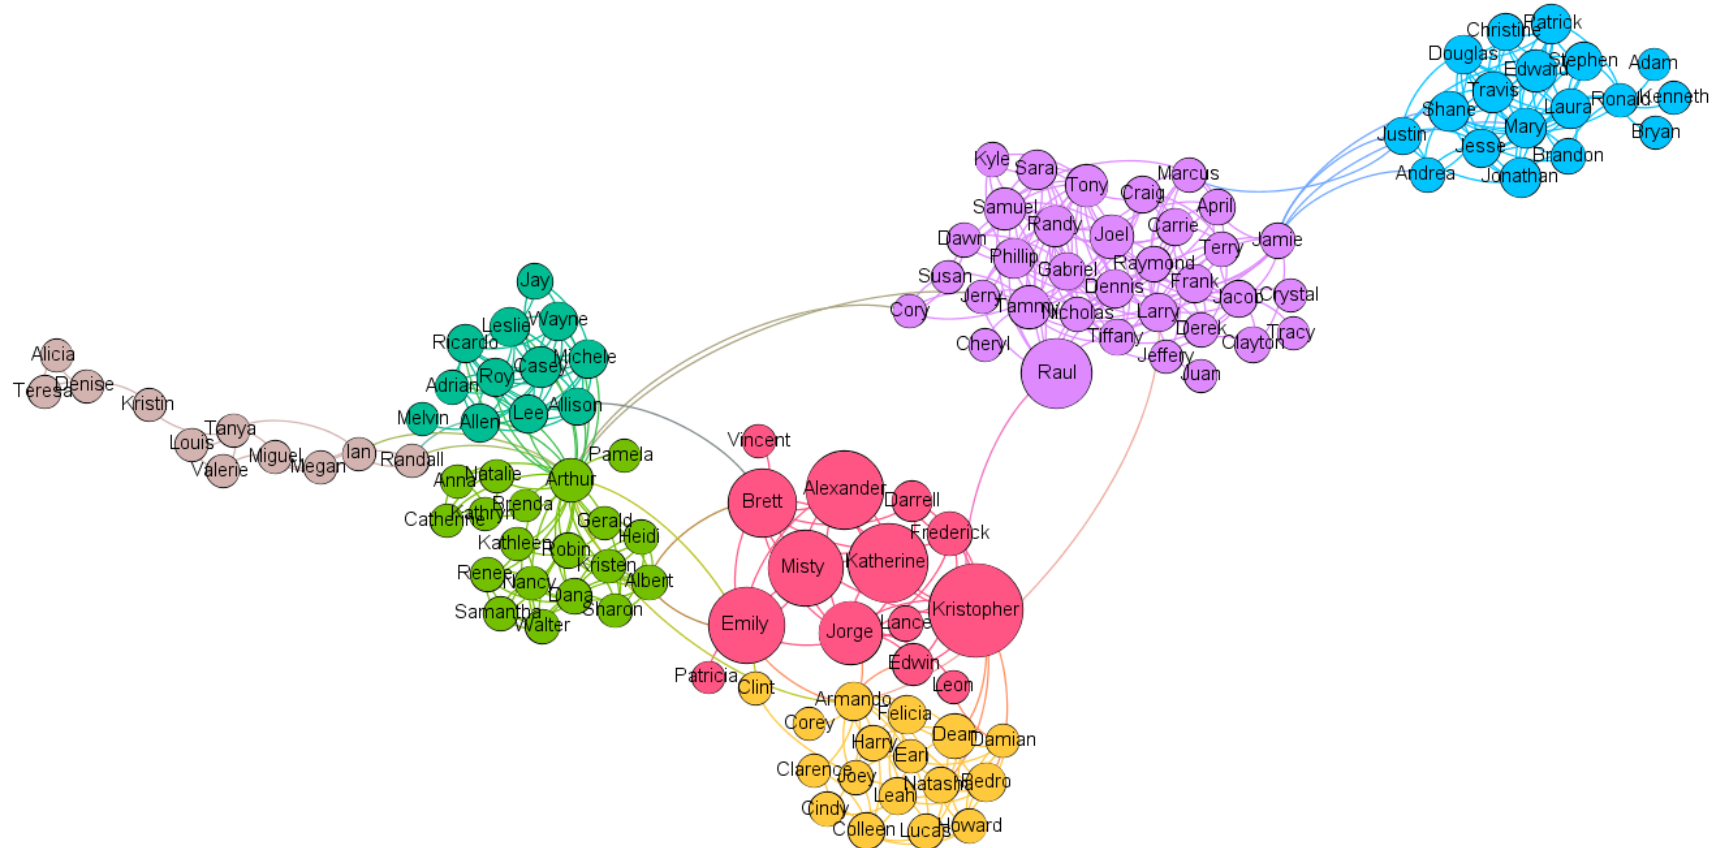 Patrick
Christine
Douglas
Stephen
Adam
Edward
Travis
Kenneth
Ronald
Laura
Shane
Mary
Bryan
Justin
Jesse
Brandon
Andrea
Jonathan
Kyle
Sara
Tony
Marcus
Craig
Samuel
April
Randy
Carrie
Joel
Dawn
Terry
Jamie
Phillip
Gabriel
Raymond
Susan
Frank
Dennis
Jerry
Jacob
Crystal
Tammy
Nicholas
Larry
Cory
Derek
Tracy
Tiffany
Cheryl
Clayton
Jeffery
Juan
Raul
Jay
Leslie
Wayne
Ricardo
Michele
Casey
Roy
Adrian
Allison
Lee
Melvin
Allen
Alicia
Denise
Teresa
Kristin
Tanya
Louis
Valerie
Miguel
Megan
Ian
Randall
Pamela
Natalie
Anna
Arthur
Brenda
Kathryn
Catherine
Gerald
Heidi
Kathleen
Robin
Kristen
Renee
Nancy
Albert
Dana
Samantha
Sharon
Walter
Vincent
Alexander
Brett
Darrell
Frederick
Katherine
Misty
Kristopher
Emily
Lance
Jorge
Edwin
Patricia
Leon
Clint
Armando
Felicia
Corey
Dean
Damian
Harry
Earl
Clarence
Joey
Natasha
Pedro
Leah
Cindy
Colleen
Lucas
Howard